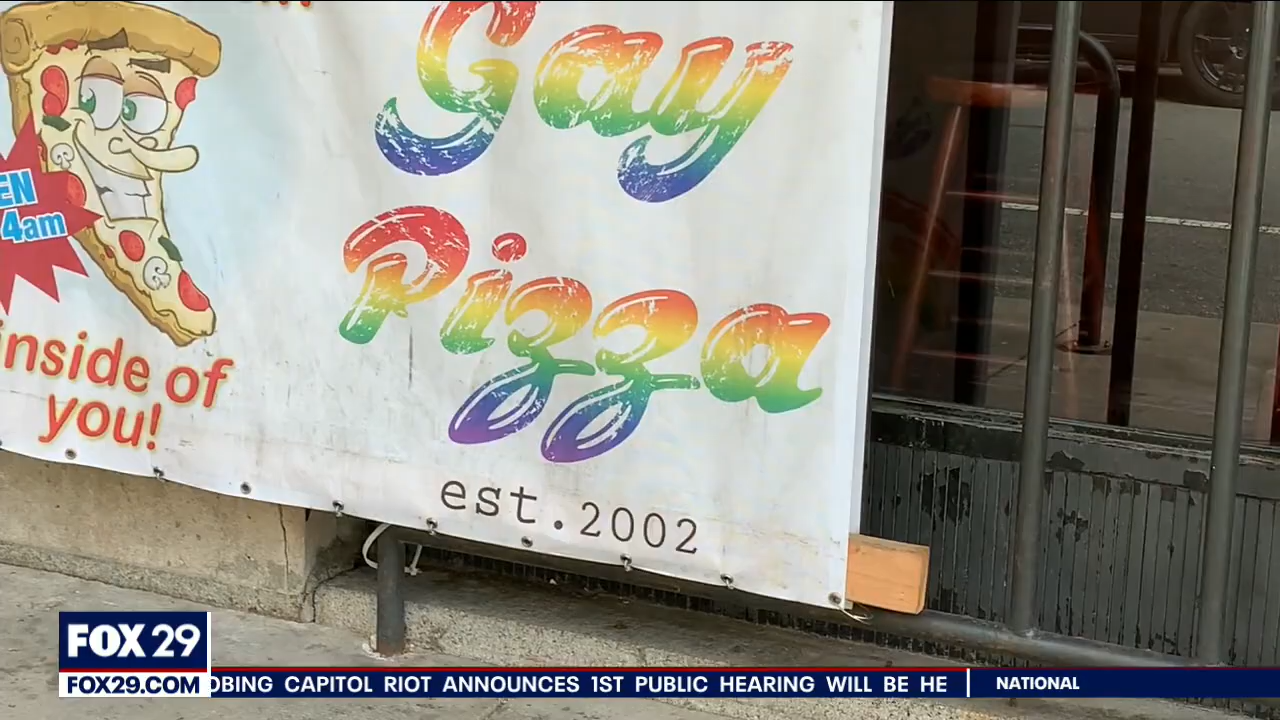 Gay
Pizza
est.2002
EN
4am
inside of
you!
FOX 29
FOX29.COM
OBING CAPITOL RIOT ANNOUNCES 1ST PUBLIC HEARING WILL BE HE
NATIONAL